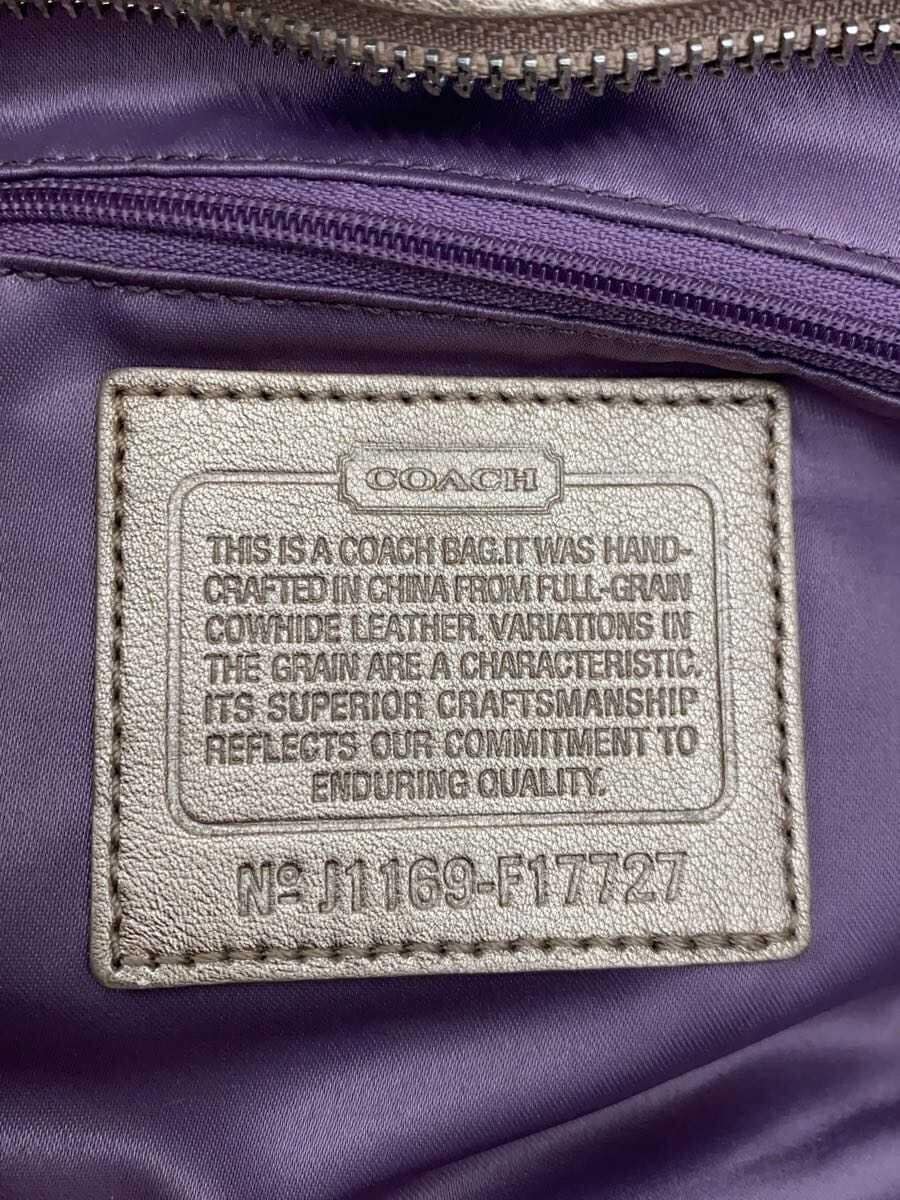 COACH
THIS IS A COACH BAG.IT WAS HAND-
CRAFTED IN CHINA FROM FULL-GRAIN
COWHIDE LEATHER. VARIATIONS IN
THE GRAIN ARE A CHARACTERISTIC.
ITS SUPERIOR CRAFTSMANSHIP
REFLECTS OUR COMMITMENT TO
ENDURING QUALITY.
Nº J1169-F17727